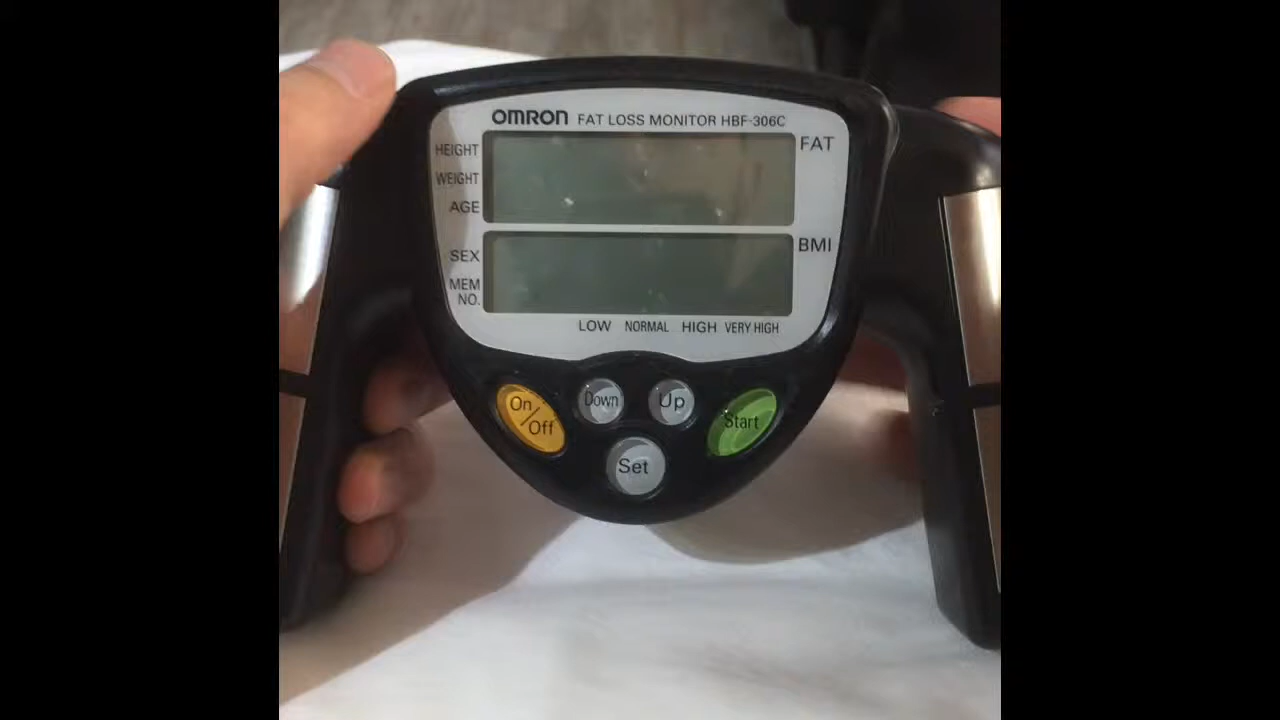 OMRON FAT LOSS MONITOR HBF-306C
HEIGHT
WEIGHT
AGE
FAT
SEX
MEM
NO.
BMI
LOW NORMAL HIGH VERY HIGH
On/Off
Down
Up
Start
Set